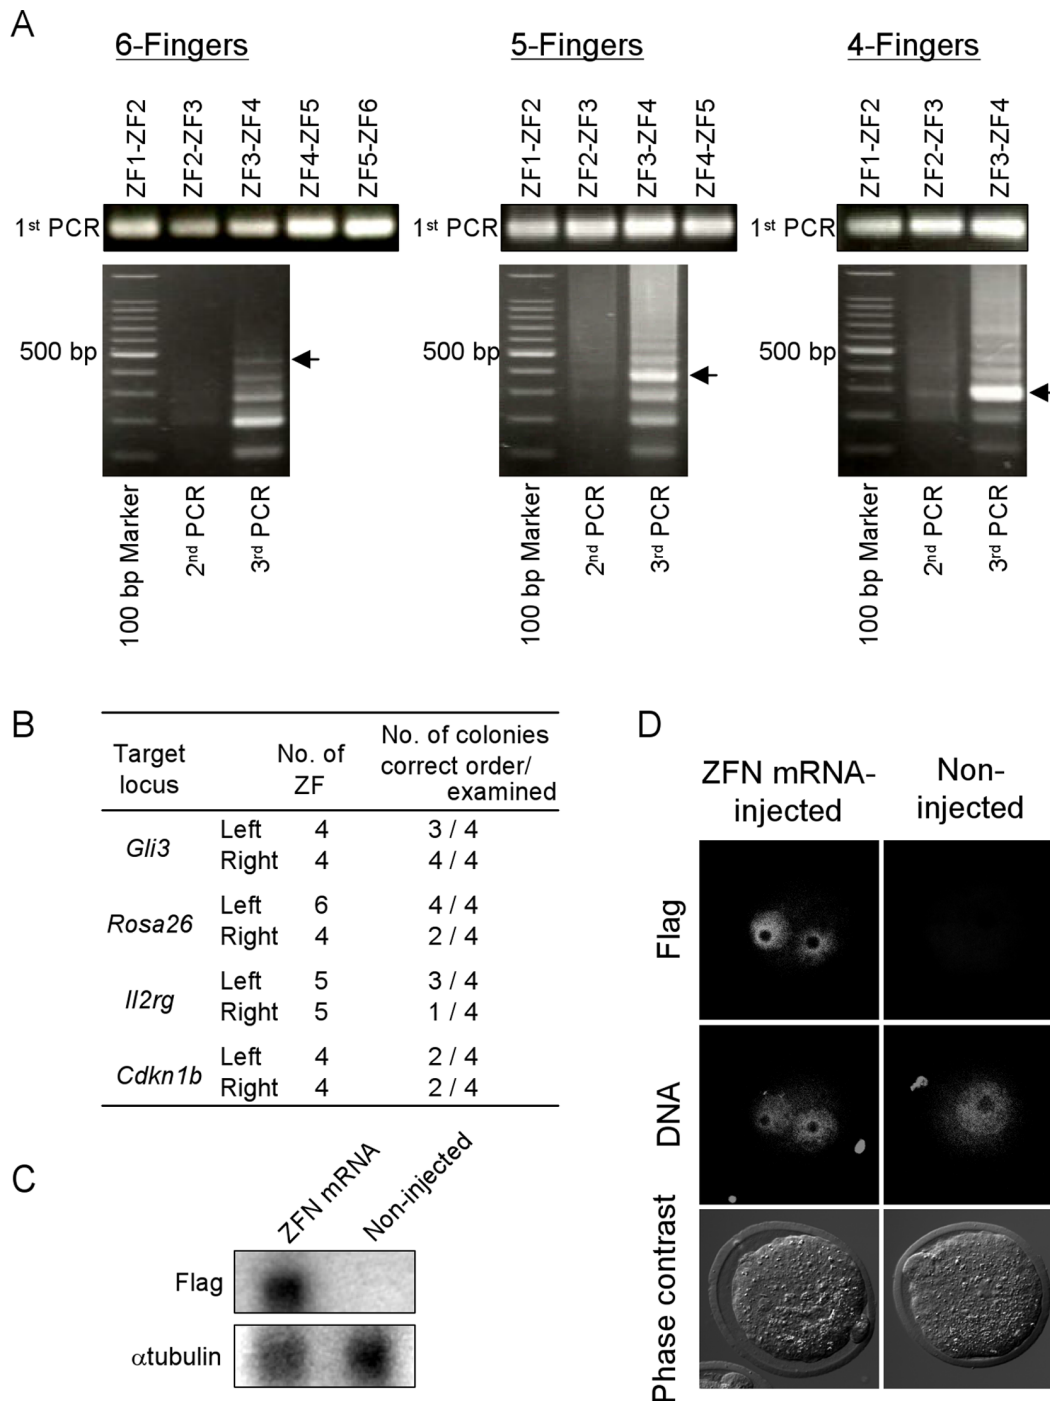 A
6-Fingers
5-Fingers
4-Fingers
ZF1-ZF2
ZF2-ZF3
ZF3-ZF4
ZF4-ZF5
ZF5-ZF6
ZF1-ZF2
ZF2-ZF3
ZF3-ZF4
ZF4-ZF5
ZF1-ZF2
ZF2-ZF3
ZF3-ZF4
1st PCR
1st PCR
1st PCR
500 bp
500 bp
500 bp
100 bp Marker
2nd PCR
3rd PCR
100 bp Marker
2nd PCR
3rd PCR
100 bp Marker
2nd PCR
3rd PCR
B
Target locus
No. of ZF
No. of colonies correct order/ examined
Gli3
Left 4 3 / 4
Right 4 4 / 4
Rosa26
Left 6 4 / 4
Right 4 2 / 4
Il2rg
Left 5 3 / 4
Right 5 1 / 4
Cdkn1b
Left 4 2 / 4
Right 4 2 / 4
C
ZFN mRNA
Non-injected
Flag
αtubulin
D
ZFN mRNA-
injected
Non-
injected
Flag
DNA
Phase contrast